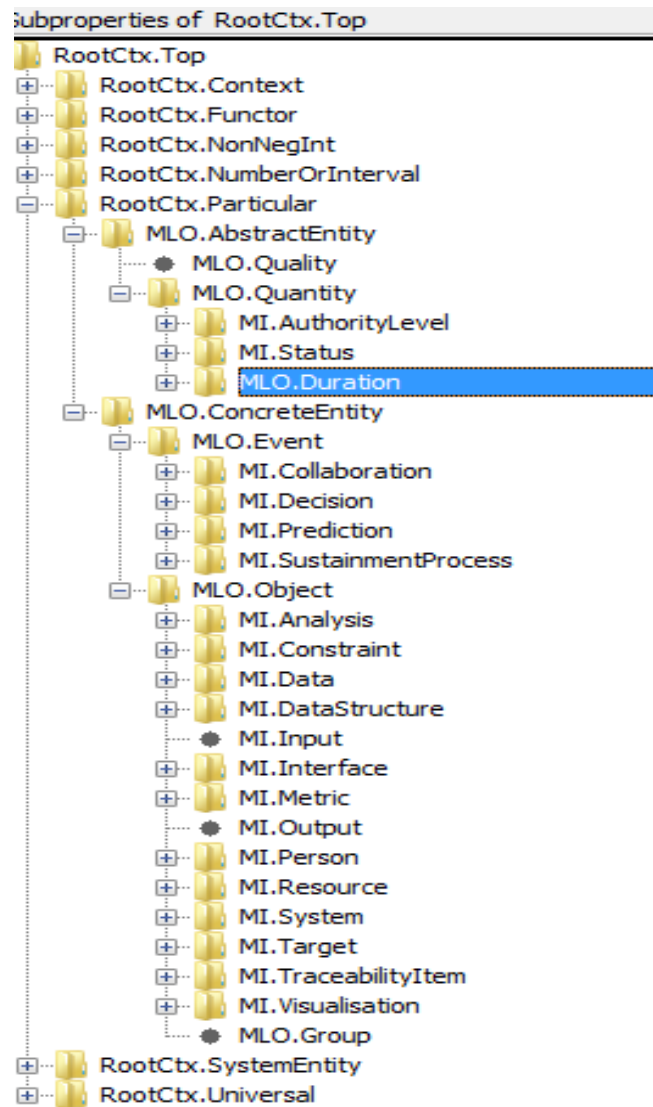 Subproperties of RootCtx.Top
RootCtx.Top
RootCtx.Context
RootCtx.Functor
RootCtx.NonNegInt
RootCtx.NumberOrInterval
RootCtx.Particular
MLO.AbstractEntity
MLO.Quality
MLO.Quantity
MI.AuthorityLevel
MI.Status
MLO.Duration
MLO.ConcreteEntity
MLO.Event
MI.Collaboration
MI.Decision
MI.Prediction
MI.SustainmentProcess
MLO.Object
MI.Analysis
MI.Constraint
MI.Data
MI.DataStructure
MI.Input
MI.Interface
MI.Metric
MI.Output
MI.Person
MI.Resource
MI.System
MI.Target
MI.TraceabilityItem
MI.Visualisation
MLO.Group
RootCtx.SystemEntity
RootCtx.Universal